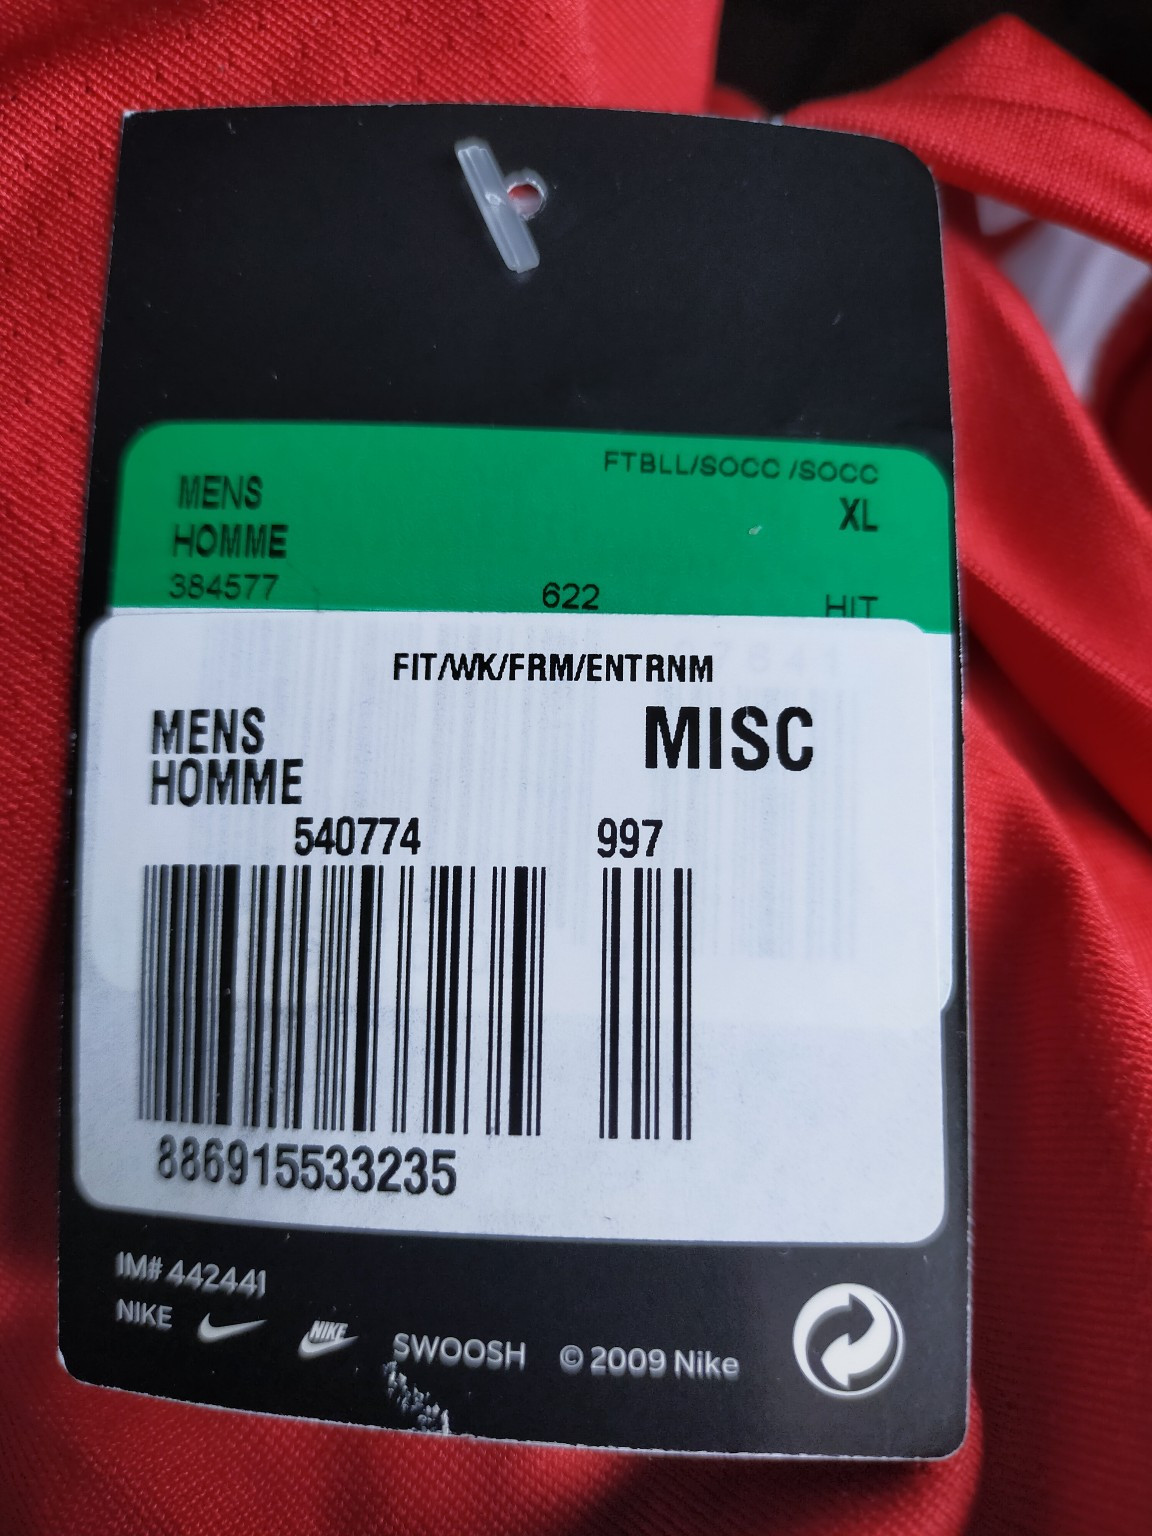 FTBLL/SOCC /SOCC
MENS
XL
HOMME
384577 622 HIT
FIT/WK/FRM/ENTRNM
MENS MISC
HOMME
540774 997
886915533235
IM# 442441
NIKE NIKE SWOOSH © 2009 Nike